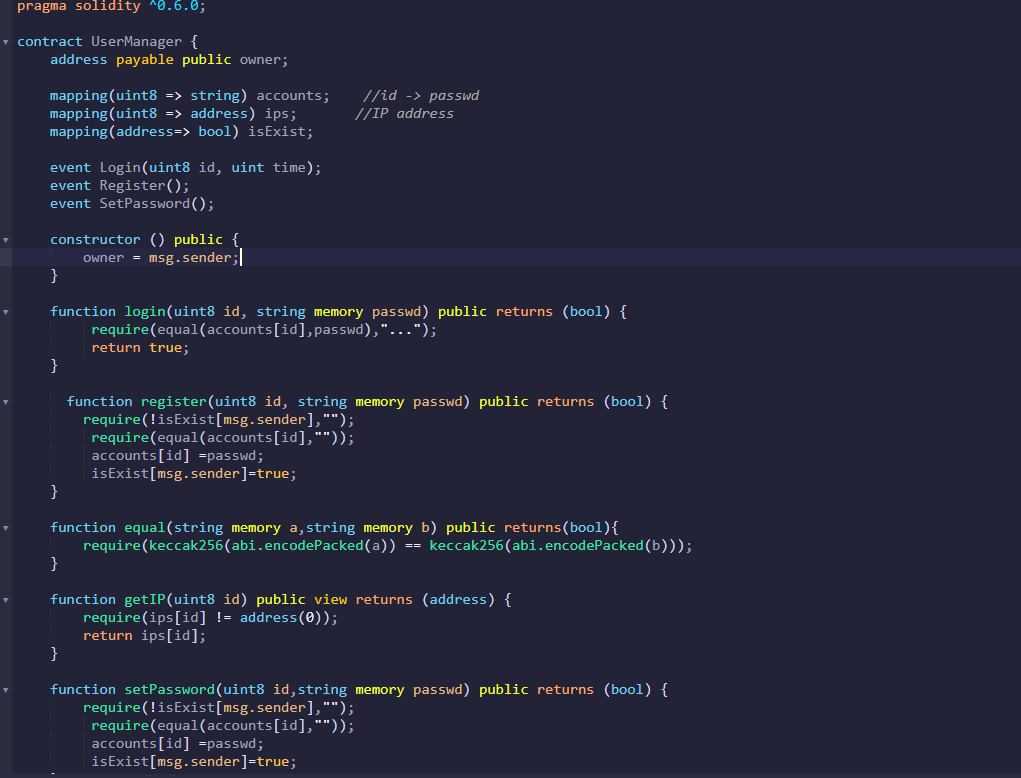 pragma solidity ^0.6.0;
contract UserManager {
address payable public owner;
mapping(uint8 => string) accounts;    //id -> passwd
mapping(uint8 => address) ips;       //IP address
mapping(address=> bool) isExist;
event Login(uint8 id, uint time);
event Register();
event SetPassword();
constructor () public {
owner = msg.sender;
}
function login(uint8 id, string memory passwd) public returns (bool) {
require(equal(accounts[id],passwd),"...");
return true;
}
function register(uint8 id, string memory passwd) public returns (bool) {
require(!isExist[msg.sender],"");
require(equal(accounts[id],""));
accounts[id] =passwd;
isExist[msg.sender]=true;
}
function equal(string memory a,string memory b) public returns(bool){
require(keccak256(abi.encodePacked(a)) == keccak256(abi.encodePacked(b)));
}
function getIP(uint8 id) public view returns (address) {
require(ips[id] != address(0));
return ips[id];
}
function setPassword(uint8 id,string memory passwd) public returns (bool) {
require(!isExist[msg.sender],"");
require(equal(accounts[id],""));
accounts[id] =passwd;
isExist[msg.sender]=true;